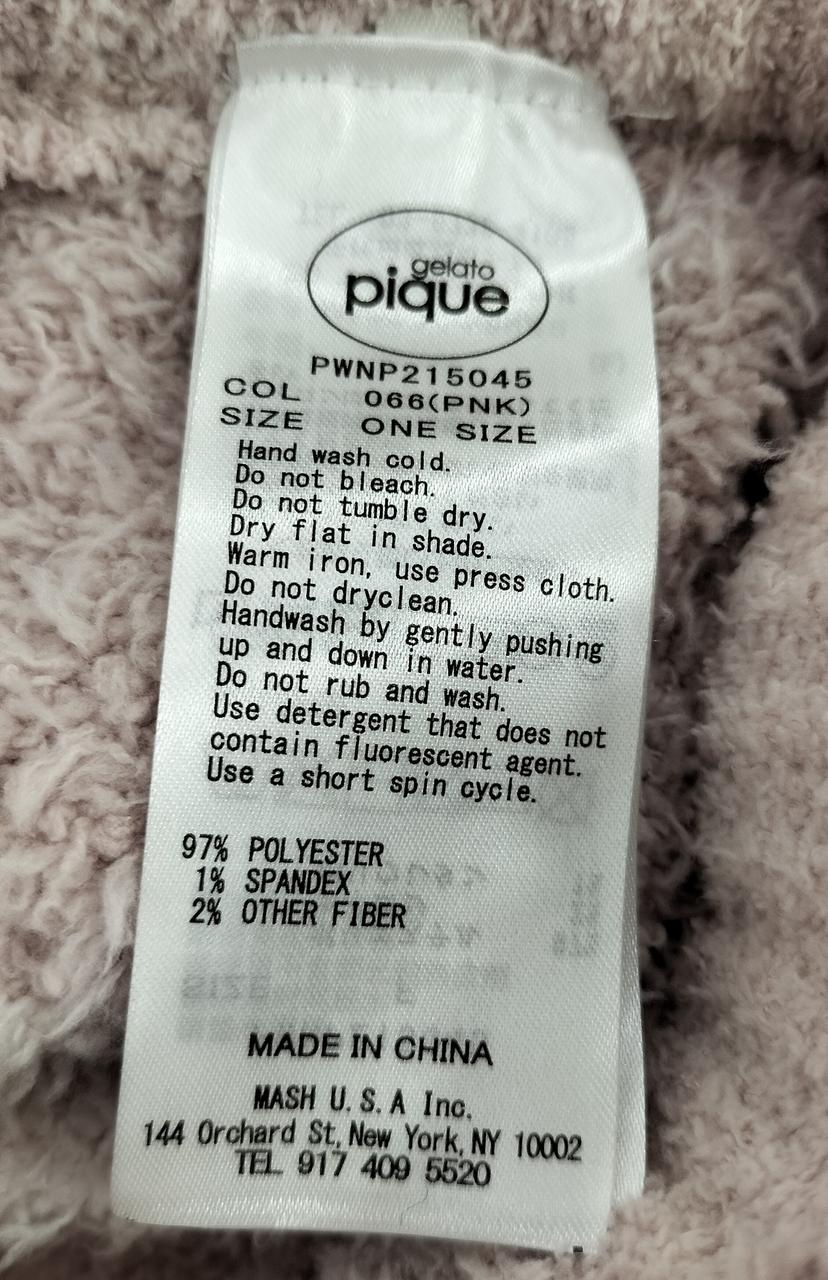 gelato
pique
PWNP215045
COL 066(PNK)
SIZE ONE SIZE
Hand wash cold.
Do not bleach.
Do not tumble dry.
Dry flat in shade.
Warm iron, use press cloth.
Do not dryclean.
Handwash by gently pushing
up and down in water.
Do not rub and wash.
Use detergent that does not
contain fluorescent agent.
Use a short spin cycle.
97% POLYESTER
1% SPANDEX
2% OTHER FIBER
MADE IN CHINA
MASH U.S.A Inc.
144 Orchard St, New York, NY 10002
TEL 917 409 5520